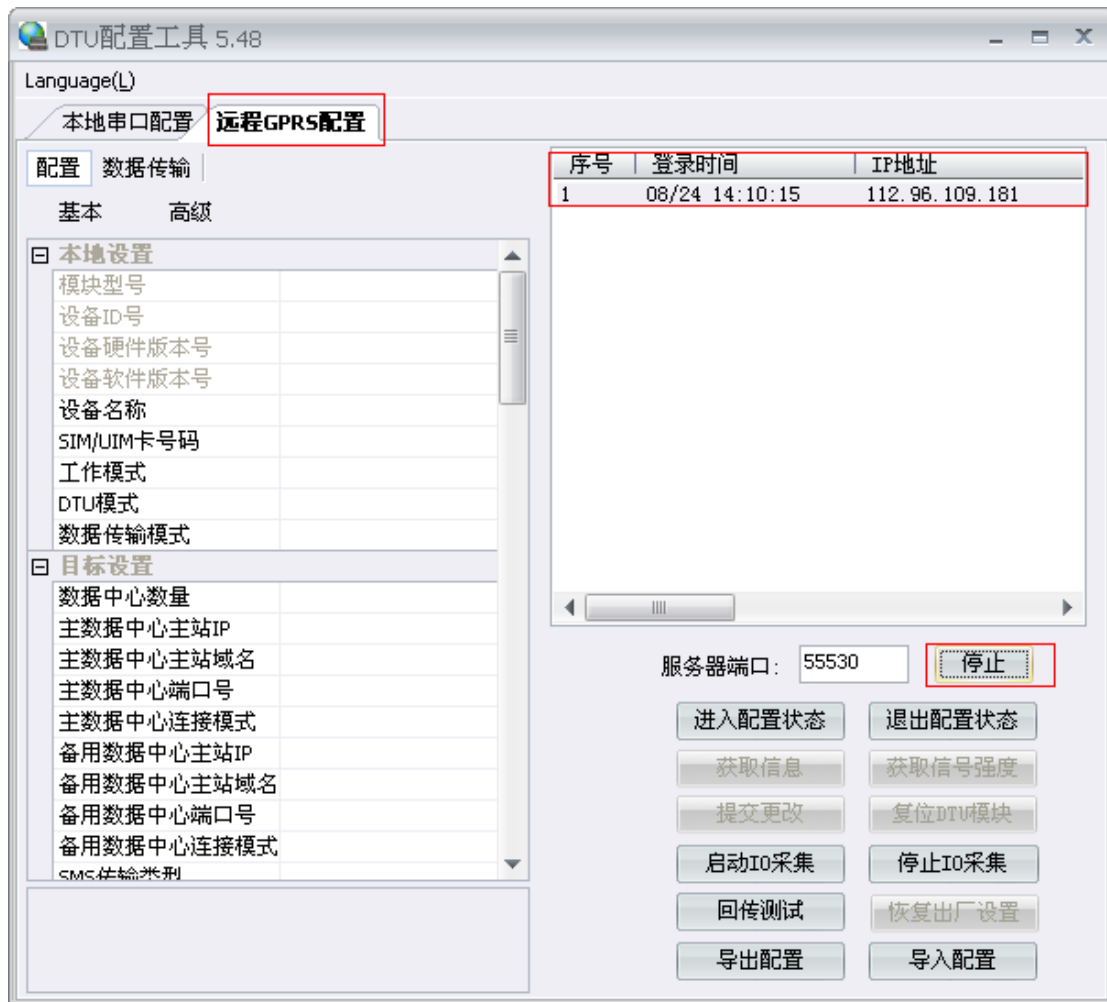 DTU配置工具 5.48
Language(L)
本地串口配置 远程GPRS配置
配置 数据传输
基本 高级
本地设置
模块型号
设备ID号
设备硬件版本号
设备软件版本号
设备名称
SIM/UIM卡号码
工作模式
DTU模式
数据传输模式
目标设置
数据中心数量
主数据中心主站IP
主数据中心主站域名
主数据中心端口号
主数据中心连接模式
备用数据中心主站IP
备用数据中心主站域名
备用数据中心端口号
备用数据中心连接模式
SMS传输类型
序号 登录时间 IP地址
1 08/24 14:10:15 112.96.109.181
服务器端口: 55530 停止
进入配置状态 退出配置状态
获取信息 获取信号强度
提交更改 复位DTU模块
启动IO采集 停止IO采集
回传测试 恢复出厂设置
导出配置 导入配置